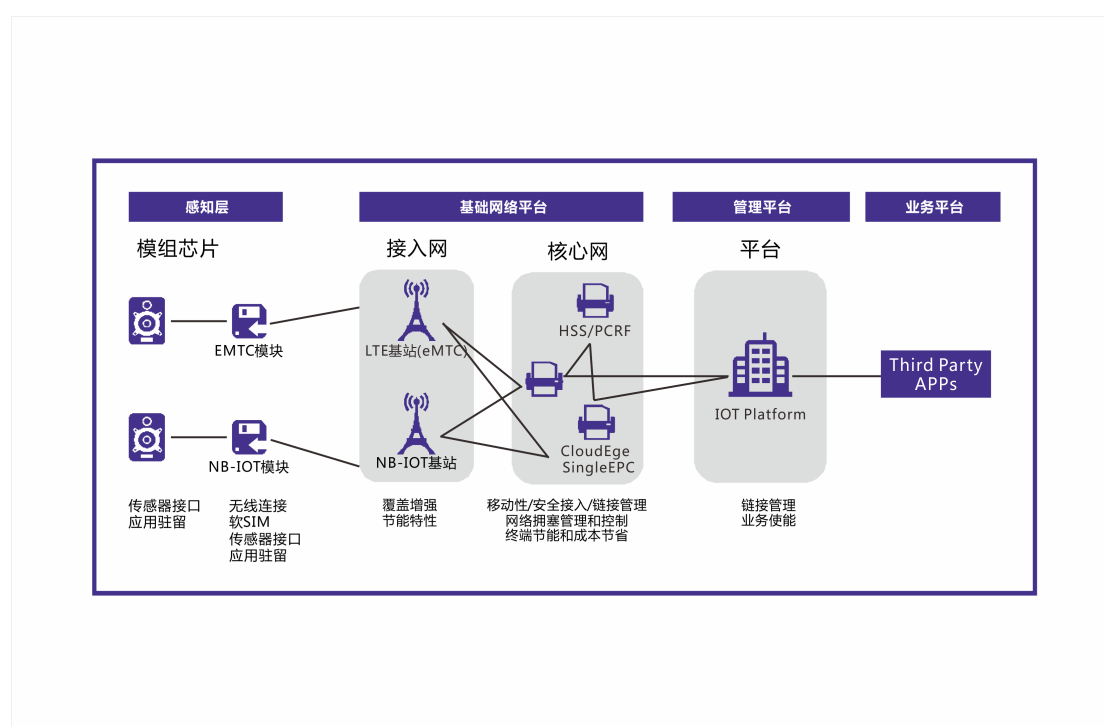 感知层
基础网络平台
管理平台
业务平台
模组芯片
接入网
核心网
平台
EMTC模块
LTE基站(eMTC)
HSS/PCRF
Third Party
APPs
IOT Platform
NB-IOT模块
NB-IOT基站
CloudEge
SingleEPC
传感器接口
应用驻留
无线连接
软SIM
传感器接口
应用驻留
覆盖增强
节能特性
移动性/安全接入/链接管理
网络拥塞管理和控制
终端节能和成本节省
链接管理
业务使能